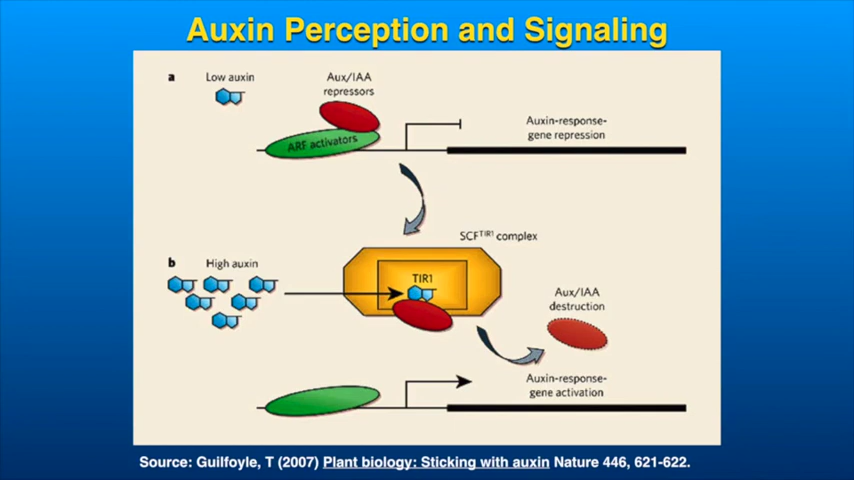 Auxin Perception and Signaling
a
Low auxin
Aux/IAA
repressors
ARF activators
Auxin-response-
gene repression
SCFTIR1 complex
b
High auxin
TIR1
Aux/IAA
destruction
Auxin-response-
gene activation
Source: Guilfoyle, T (2007) Plant biology: Sticking with auxin Nature 446, 621-622.